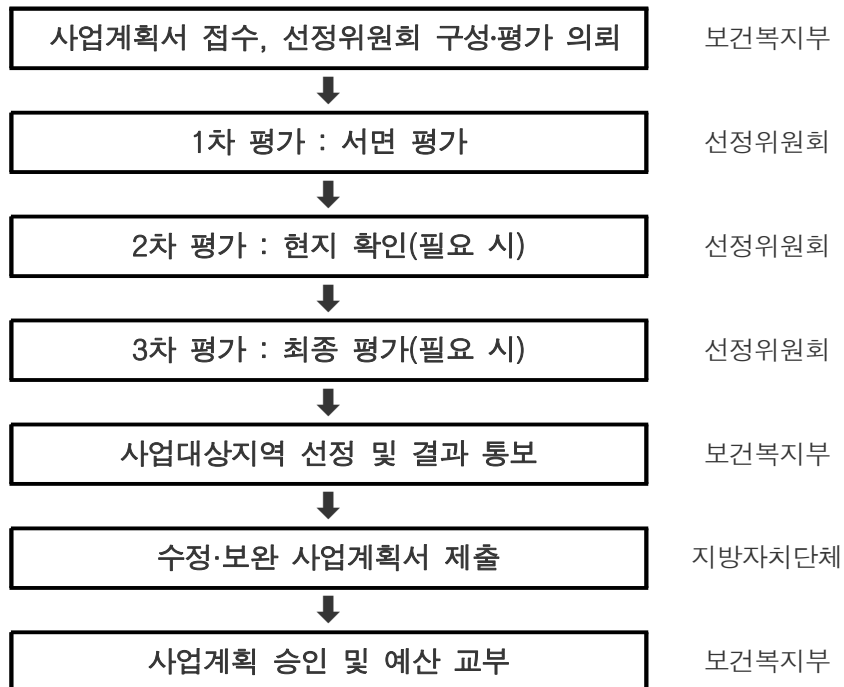 사업계획서 접수, 선정위원회 구성·평가 의뢰 보건복지부
1차 평가 : 서면 평가 선정위원회
2차 평가 : 현지 확인(필요 시) 선정위원회
3차 평가 : 최종 평가(필요 시) 선정위원회
사업대상지역 선정 및 결과 통보 보건복지부
수정·보완 사업계획서 제출 지방자치단체
사업계획 승인 및 예산 교부 보건복지부